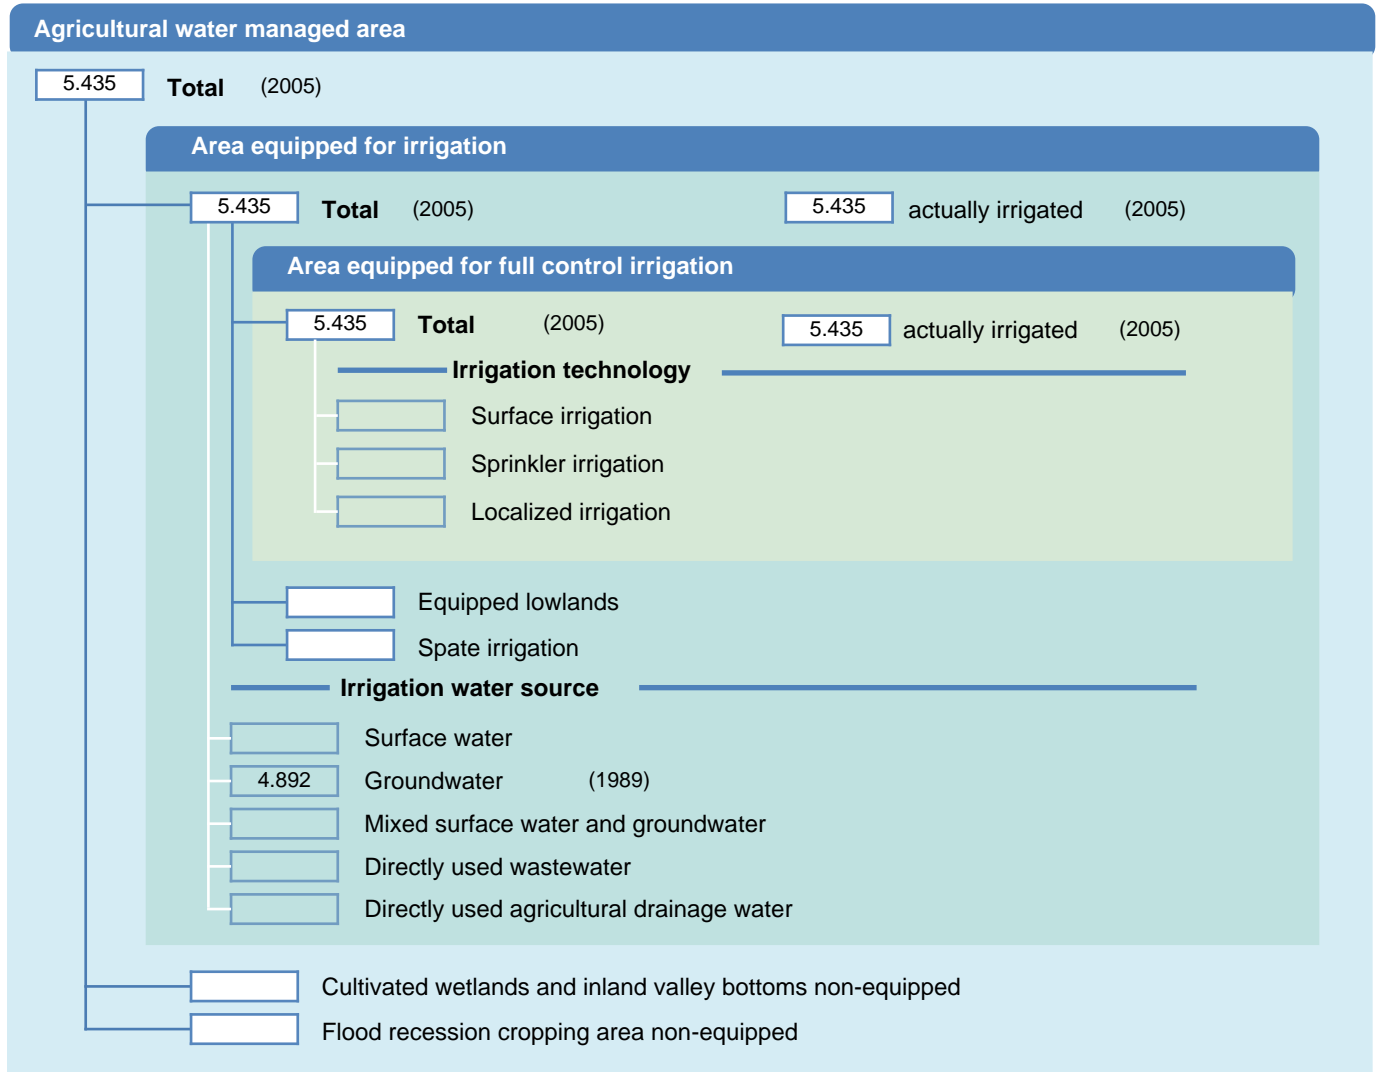 Agricultural water managed area
5.435 Total (2005)
Area equipped for irrigation
5.435 Total (2005) 5.435 actually irrigated (2005)
Area equipped for full control irrigation
5.435 Total (2005) 5.435 actually irrigated (2005)
Irrigation technology
Surface irrigation
Sprinkler irrigation
Localized irrigation
Equipped lowlands
Spate irrigation
Irrigation water source
Surface water
4.892 Groundwater (1989)
Mixed surface water and groundwater
Directly used wastewater
Directly used agricultural drainage water
Cultivated wetlands and inland valley bottoms non-equipped
Flood recession cropping area non-equipped